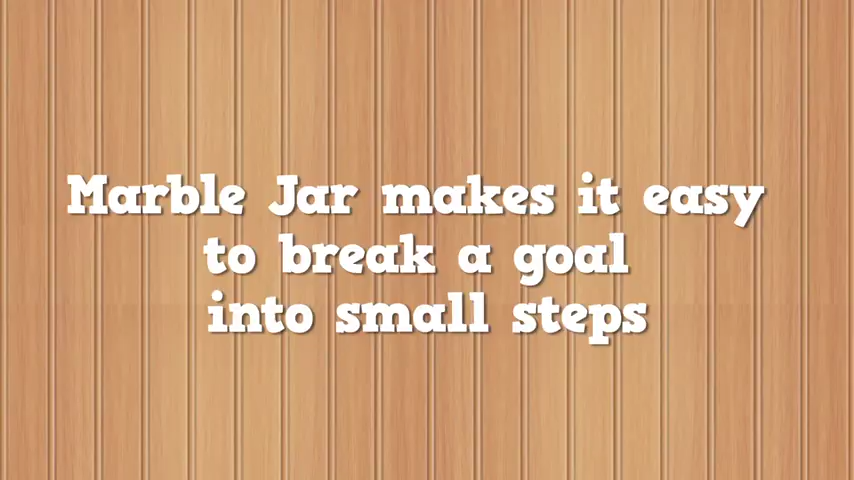 Marble Jar makes it easy
to break a goal
into small steps